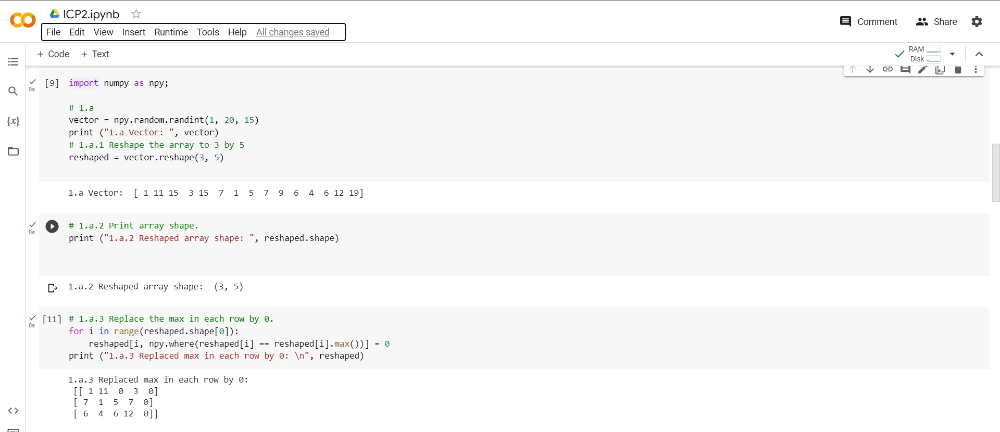 ICP2.ipynb
File Edit View Insert Runtime Tools Help All changes saved
Comment Share
+ Code + Text
RAM
Disk
[9] import numpy as npy;
0s
# 1.a
vector = npy.random.randint(1, 20, 15)
print ("1.a Vector: ", vector)
# 1.a.1 Reshape the array to 3 by 5
reshaped = vector.reshape(3, 5)
1.a Vector:  [ 1 11 15  3 15  7  1  5  7  9  6  4  6 12 19]
# 1.a.2 Print array shape.
0s
print ("1.a.2 Reshaped array shape: ", reshaped.shape)
1.a.2 Reshaped array shape:  (3, 5)
[11] # 1.a.3 Replace the max in each row by 0.
0s
for i in range(reshaped.shape[0]):
    reshaped[i, npy.where(reshaped[i] == reshaped[i].max())] = 0
print ("1.a.3 Replaced max in each row by 0: \n", reshaped)
1.a.3 Replaced max in each row by 0:
 [[ 1 11  0  3  0]
 [ 7  1  5  7  0]
 [ 6  4  6 12  0]]
{x}